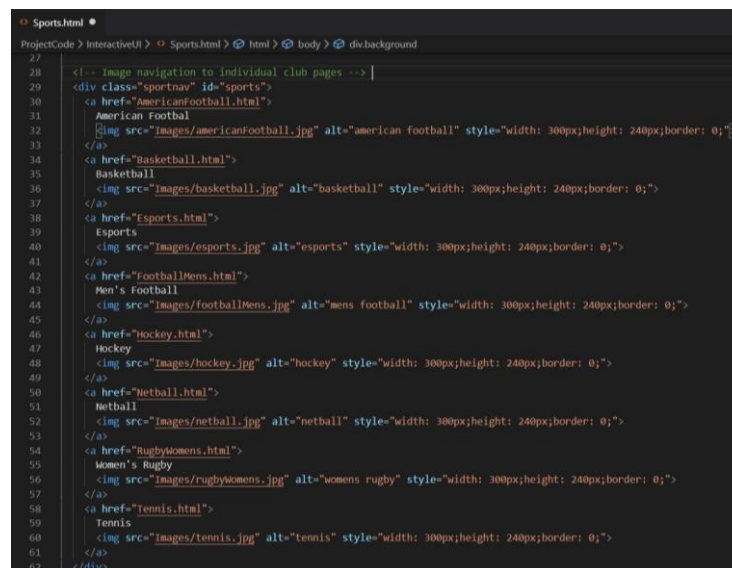 Sports.html ●
ProjectCode > InteractiveUI > Sports.html > html > body > div.background
27
28 <!-- Image navigation to individual club pages -->
29 <div class="sportnav" id="sports">
30 <a href="AmericanFootball.html">
31 American Footbal
32 <img src="Images/americanFootball.jpg" alt="american football" style="width: 300px;height: 240px;border: 0;"
33 </a>
34 <a href="Basketball.html">
35 Basketball
36 <img src="Images/basketball.jpg" alt="basketball" style="width: 300px;height: 240px;border: 0;">
37 </a>
38 <a href="Esports.html">
39 Esports
40 <img src="Images/esports.jpg" alt="esports" style="width: 300px;height: 240px;border: 0;">
41 </a>
42 <a href="FootballMens.html">
43 Men's Football
44 <img src="Images/footballMens.jpg" alt="mens football" style="width: 300px;height: 240px;border: 0;">
45 </a>
46 <a href="Hockey.html">
47 Hockey
48 <img src="Images/hockey.jpg" alt="hockey" style="width: 300px;height: 240px;border: 0;">
49 </a>
50 <a href="Netball.html">
51 Netball
52 <img src="Images/netball.jpg" alt="netball" style="width: 300px;height: 240px;border: 0;">
53 </a>
54 <a href="RugbyWomens.html">
55 Women's Rugby
56 <img src="Images/rugbyWomens.jpg" alt="womens rugby" style="width: 300px;height: 240px;border: 0;">
57 </a>
58 <a href="Tennis.html">
59 Tennis
60 <img src="Images/tennis.jpg" alt="tennis" style="width: 300px;height: 240px;border: 0;">
61 </a>
62 </div>